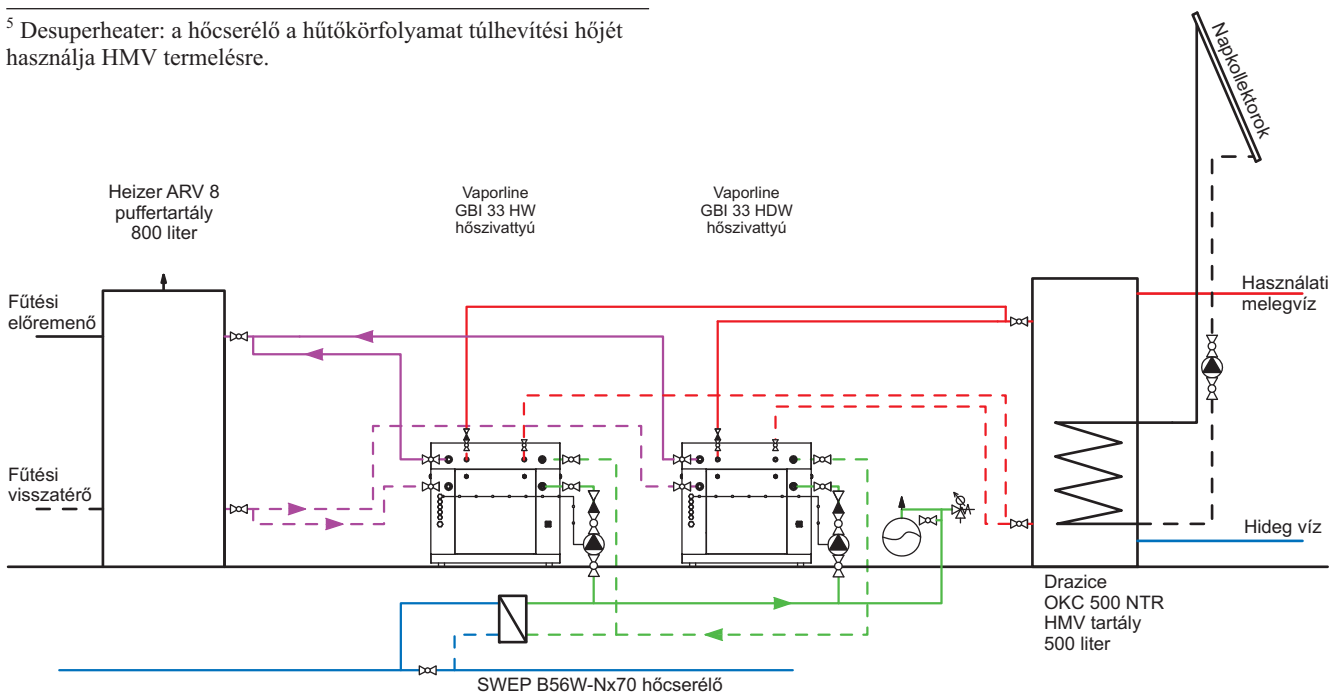 5 Desuperheater: a hőcserélő a hűtőkörfolyamat túlhevítési hőjét
használja HMV termelésre.
Napkollektorok
Heizer ARV 8
puffertartály
800 liter
Vaporline
GBI 33 HW
hőszivattyú
Vaporline
GBI 33 HDW
hőszivattyú
Fűtési
előremenő
Használati
melegvíz
Fűtési
visszatérő
Hideg víz
Drazice
OKC 500 NTR
HMV tartály
500 liter
SWEP B56W-Nx70 hőcserélő